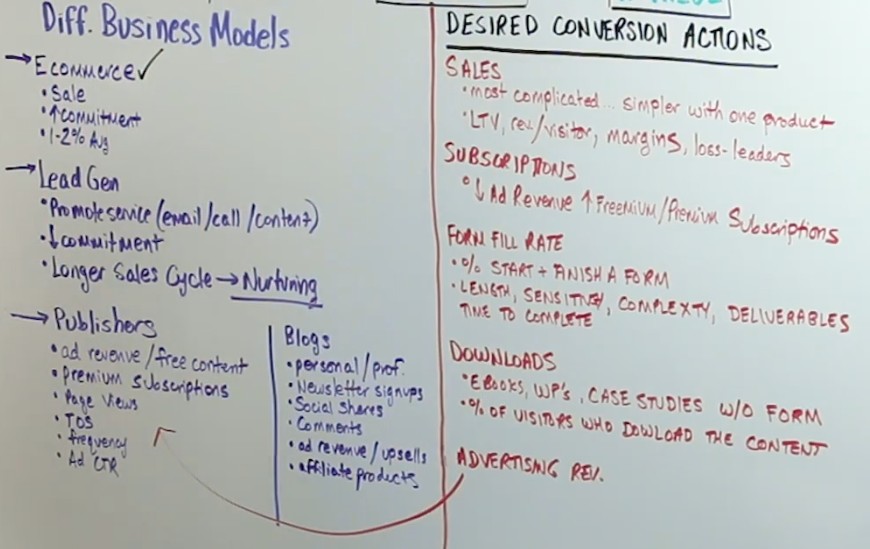 Diff. Business Models
→ Ecommerce ✓
• Sale
• ↑commitment
• 1-2% Avg
→ Lead Gen
• Promote service (email/call/content)
• ↓commitment
• Longer Sales Cycle → Nurturing
→ Publishers
• ad revenue/free content
• premium subscriptions
• Page Views
• TOS
• frequency
• Ad CTR
Blogs
• personal/prof.
• Newsletter signups
• Social Shares
• Comments
• ad revenue/upsells
• affiliate products
DESIRED CONVERSION ACTIONS
SALES
• most complicated... simpler with one product
• LTV, rev/visitor, margins, loss-leaders
SUBSCRIPTIONS
• ↓ Ad Revenue ↑ Freemium/Premium Subscriptions
FORM FILL RATE
• % START + FINISH A FORM
• LENGTH, SENSITIVITY, COMPLEXTY, DELIVERABLES
TIME TO COMPLETE
DOWNLOADS
• EBOOKS, WP's, CASE STUDIES W/O FORM
• % OF VISITORS WHO DOWLOAD THE CONTENT
ADVERTISING REV.